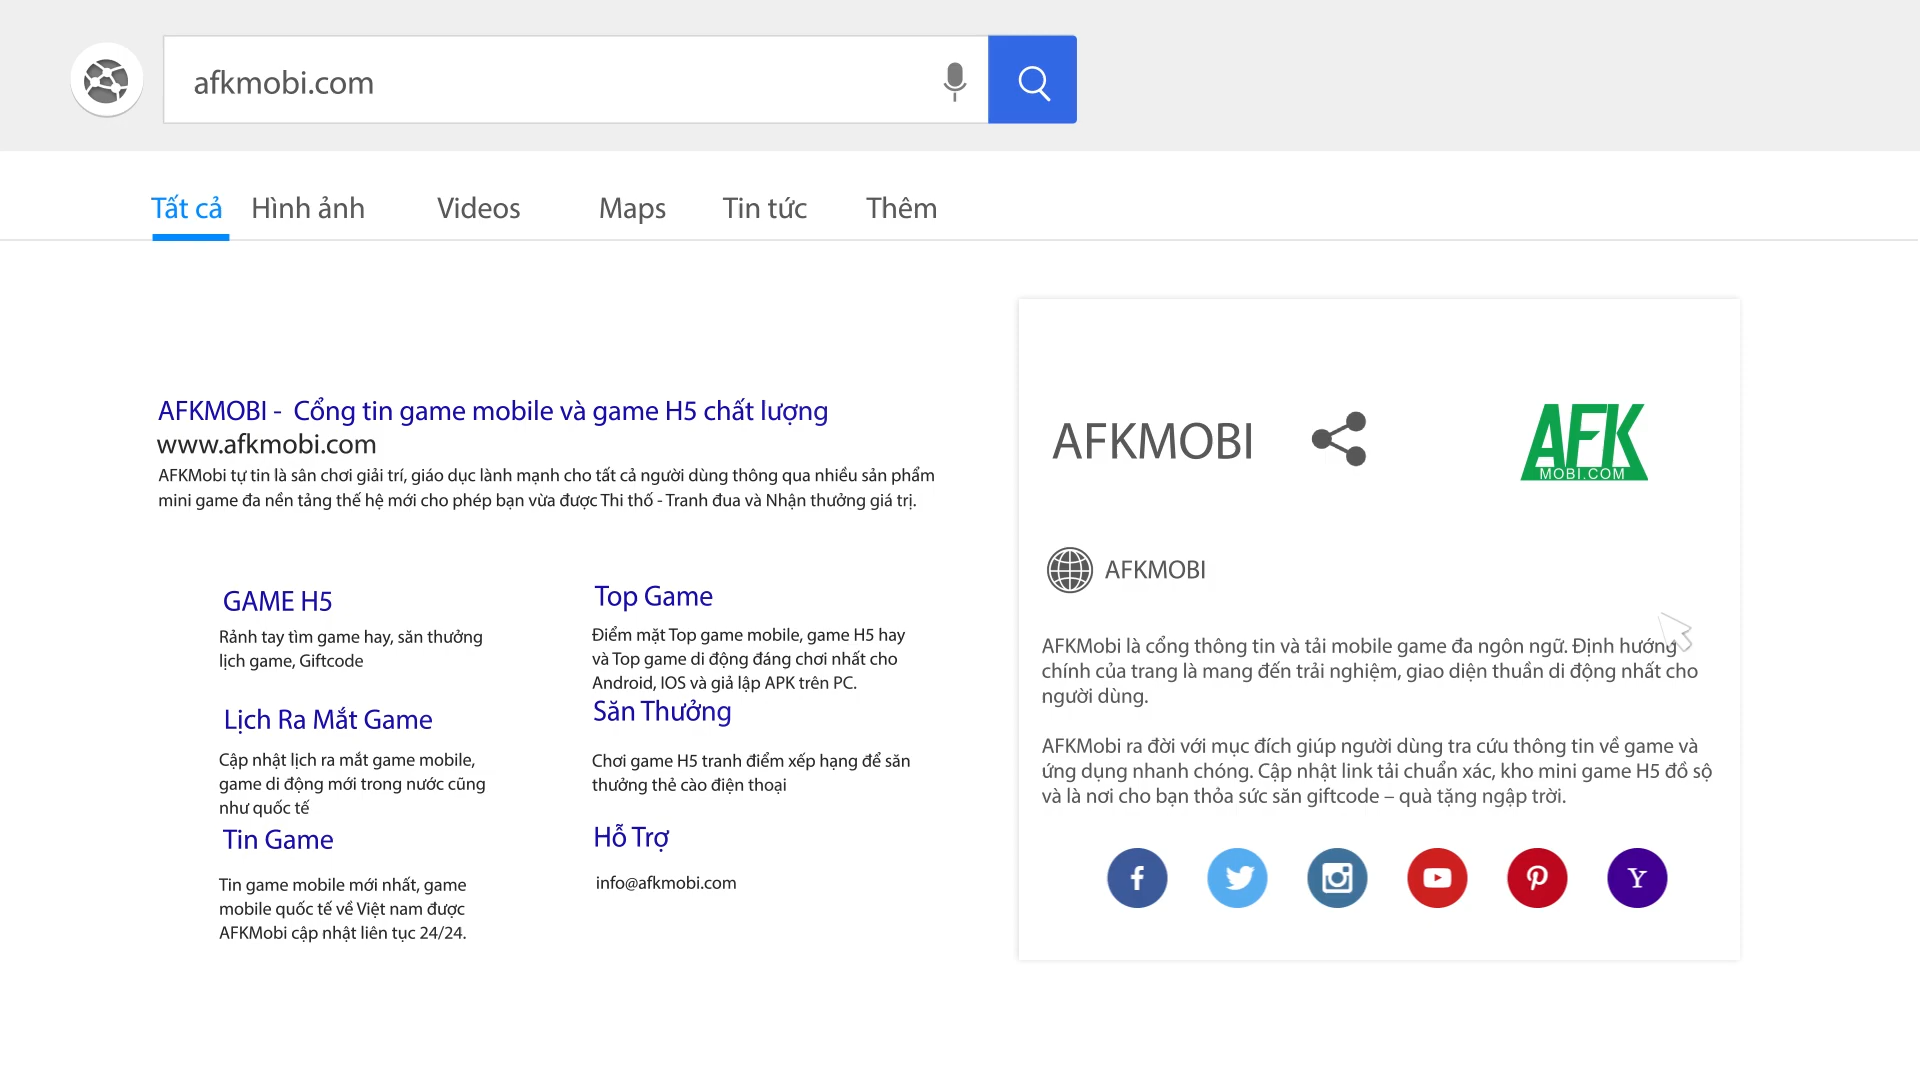 afkmobi.com
Tất cả Hình ảnh Videos Maps Tin tức Thêm
AFKMOBI - Cổng tin game mobile và game H5 chất lượng
www.afkmobi.com
AFKMobi tự tin là sân chơi giải trí, giáo dục lành mạnh cho tất cả người dùng thông qua nhiều sản phẩm
mini game đa nền tảng thế hệ mới cho phép bạn vừa được Thi thố - Tranh đua và Nhận thưởng giá trị.
GAME H5
Rảnh tay tìm game hay, săn thưởng
lịch game, Giftcode
Lịch Ra Mắt Game
Cập nhật lịch ra mắt game mobile,
game di động mới trong nước cũng
như quốc tế
Tin Game
Tin game mobile mới nhất, game
mobile quốc tế về Việt nam được
AFKMobi cập nhật liên tục 24/24.
Top Game
Điểm mặt Top game mobile, game H5 hay
và Top game di động đáng chơi nhất cho
Android, IOS và giả lập APK trên PC.
Săn Thưởng
Chơi game H5 tranh điểm xếp hạng để săn
thưởng thẻ cào điện thoại
Hỗ Trợ
info@afkmobi.com
AFKMOBI
AFK
MOBI.COM
AFKMOBI
AFKMobi là cổng thông tin và tải mobile game đa ngôn ngữ. Định hướng
chính của trang là mang đến trải nghiệm, giao diện thuần di động nhất cho
người dùng.
AFKMobi ra đời với mục đích giúp người dùng tra cứu thông tin về game và
ứng dụng nhanh chóng. Cập nhật link tải chuẩn xác, kho mini game H5 đồ sộ
và là nơi cho bạn thỏa sức săn giftcode – quà tặng ngập trời.